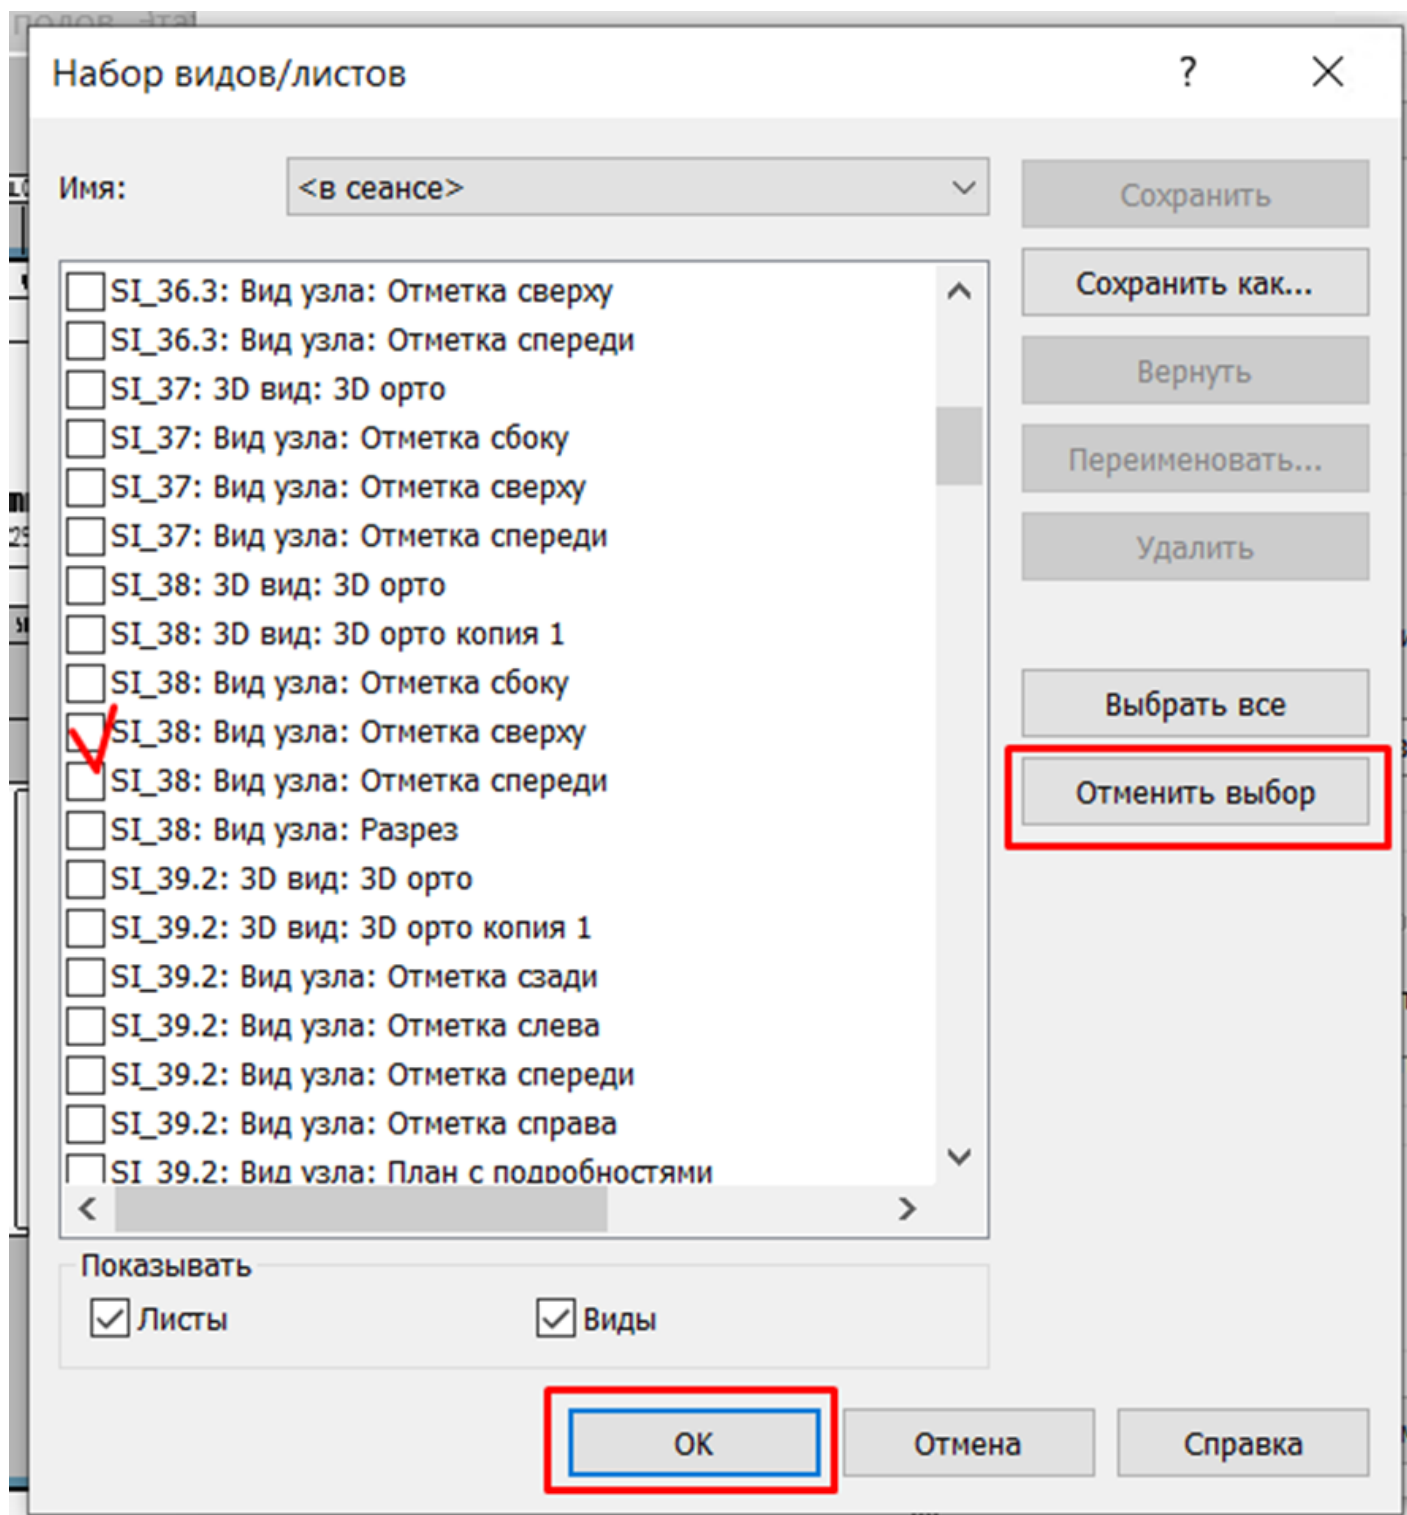 Набор видов/листов
?
Имя:
<в сеансе>
Сохранить
Сохранить как...
Вернуть
Переименовать...
Удалить
SI_36.3: Вид узла: Отметка сверху
SI_36.3: Вид узла: Отметка спереди
SI_37: 3D вид: 3D орто
SI_37: Вид узла: Отметка сбоку
SI_37: Вид узла: Отметка сверху
SI_37: Вид узла: Отметка спереди
SI_38: 3D вид: 3D орто
SI_38: 3D вид: 3D орто копия 1
SI_38: Вид узла: Отметка сбоку
SI_38: Вид узла: Отметка сверху
SI_38: Вид узла: Отметка спереди
SI_38: Вид узла: Разрез
SI_39.2: 3D вид: 3D орто
SI_39.2: 3D вид: 3D орто копия 1
SI_39.2: Вид узла: Отметка сзади
SI_39.2: Вид узла: Отметка слева
SI_39.2: Вид узла: Отметка спереди
SI_39.2: Вид узла: Отметка справа
SI_39.2: Вид узла: План с подробностями
Выбрать все
Отменить выбор
Показывать
Листы
Виды
ОК
Отмена
Справка